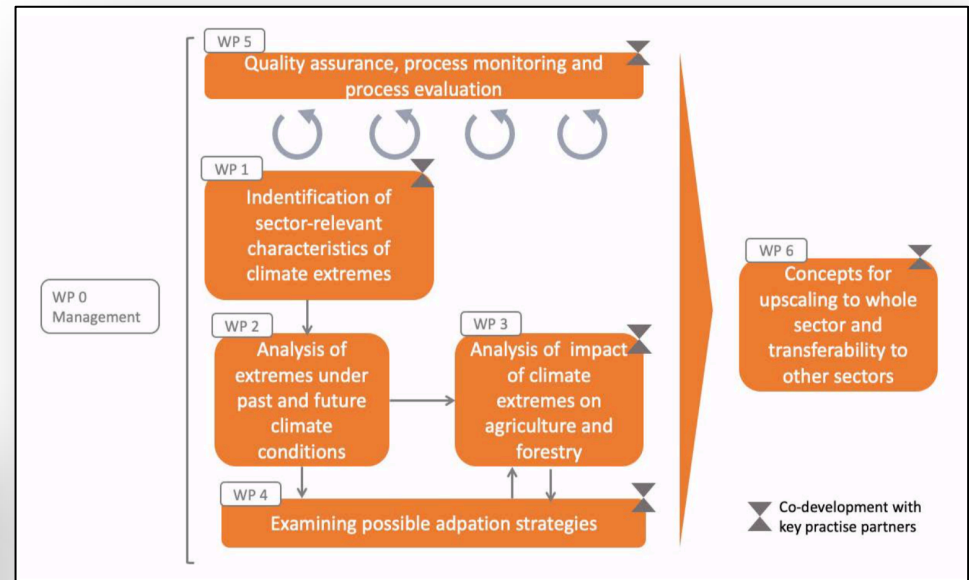 WP 5
Quality assurance, process monitoring and
process evaluation
WP 1
Indentification of
sector-relevant
characteristics of
climate extremes
WP 0
Management
WP 2
Analysis of
extremes under
past and future
climate
conditions
WP 3
Analysis of impact
of climate
extremes on
agriculture and
forestry
WP 4
Examining possible adpation strategies
WP 6
Concepts for
upscaling to whole
sector and
transferability to
other sectors
Co-development with
key practise partners